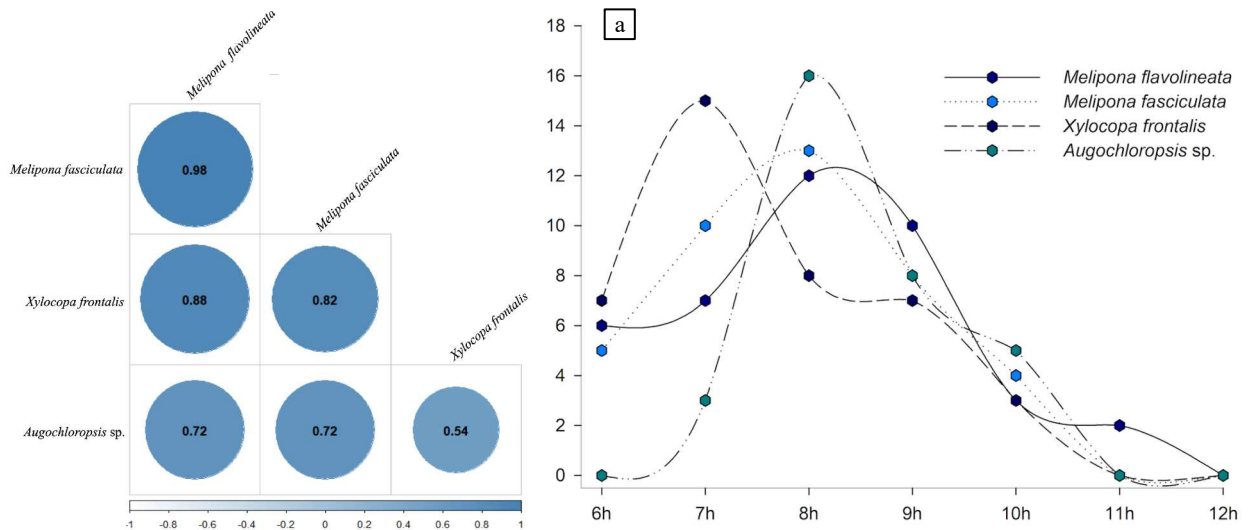 Melipona flavolineata
Melipona fasciculata
0.98
Melipona fasciculata
Xylocopa frontalis
0.88
0.82
Xylocopa frontalis
Augochloropsis sp.
0.72
0.72
0.54
-1 -0.8 -0.6 -0.4 -0.2 0 0.2 0.4 0.6 0.8 1
a
18
16
14
12
10
8
6
4
2
0
6h 7h 8h 9h 10h 11h 12h
Melipona flavolineata
Melipona fasciculata
Xylocopa frontalis
Augochloropsis sp.